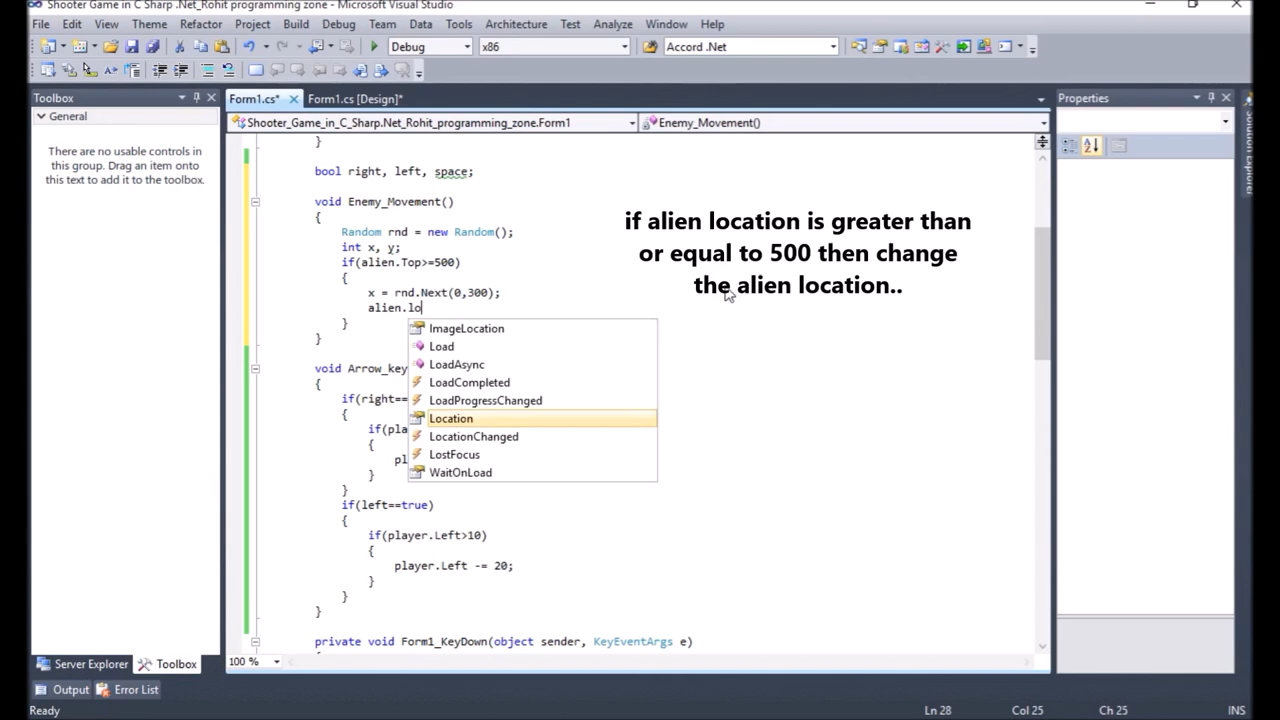 Shooter Game in C Sharp .Net_Rohit programming zone - Microsoft Visual Studio
File Edit View Theme Refactor Project Build Debug Team Data Tools Architecture Test Analyze Window Help
Debug x86 Accord .Net
Toolbox
General
There are no usable controls in
this group. Drag an item onto
this text to add it to the toolbox.
Form1.cs* Form1.cs [Design]*
Shooter_Game_in_C_Sharp.Net_Rohit_programming_zone.Form1 Enemy_Movement()
}
bool right, left, space;
void Enemy_Movement()
{
Random rnd = new Random();
int x, y;
if(alien.Top>=500)
{
x = rnd.Next(0,300);
alien.lo
}
}
ImageLocation
Load
LoadAsync
LoadCompleted
LoadProgressChanged
Location
LocationChanged
LostFocus
WaitOnLoad
void Arrow_key
{
if(right==
{
if(pla
{
pl
}
}
if(left==true)
{
if(player.Left>10)
{
player.Left -= 20;
}
}
}
private void Form1_KeyDown(object sender, KeyEventArgs e)
100 %
if alien location is greater than
or equal to 500 then change
the alien location..
Properties
Solution Explorer
Server Explorer Toolbox
Output Error List
Ready Ln 28 Col 25 Ch 25 INS